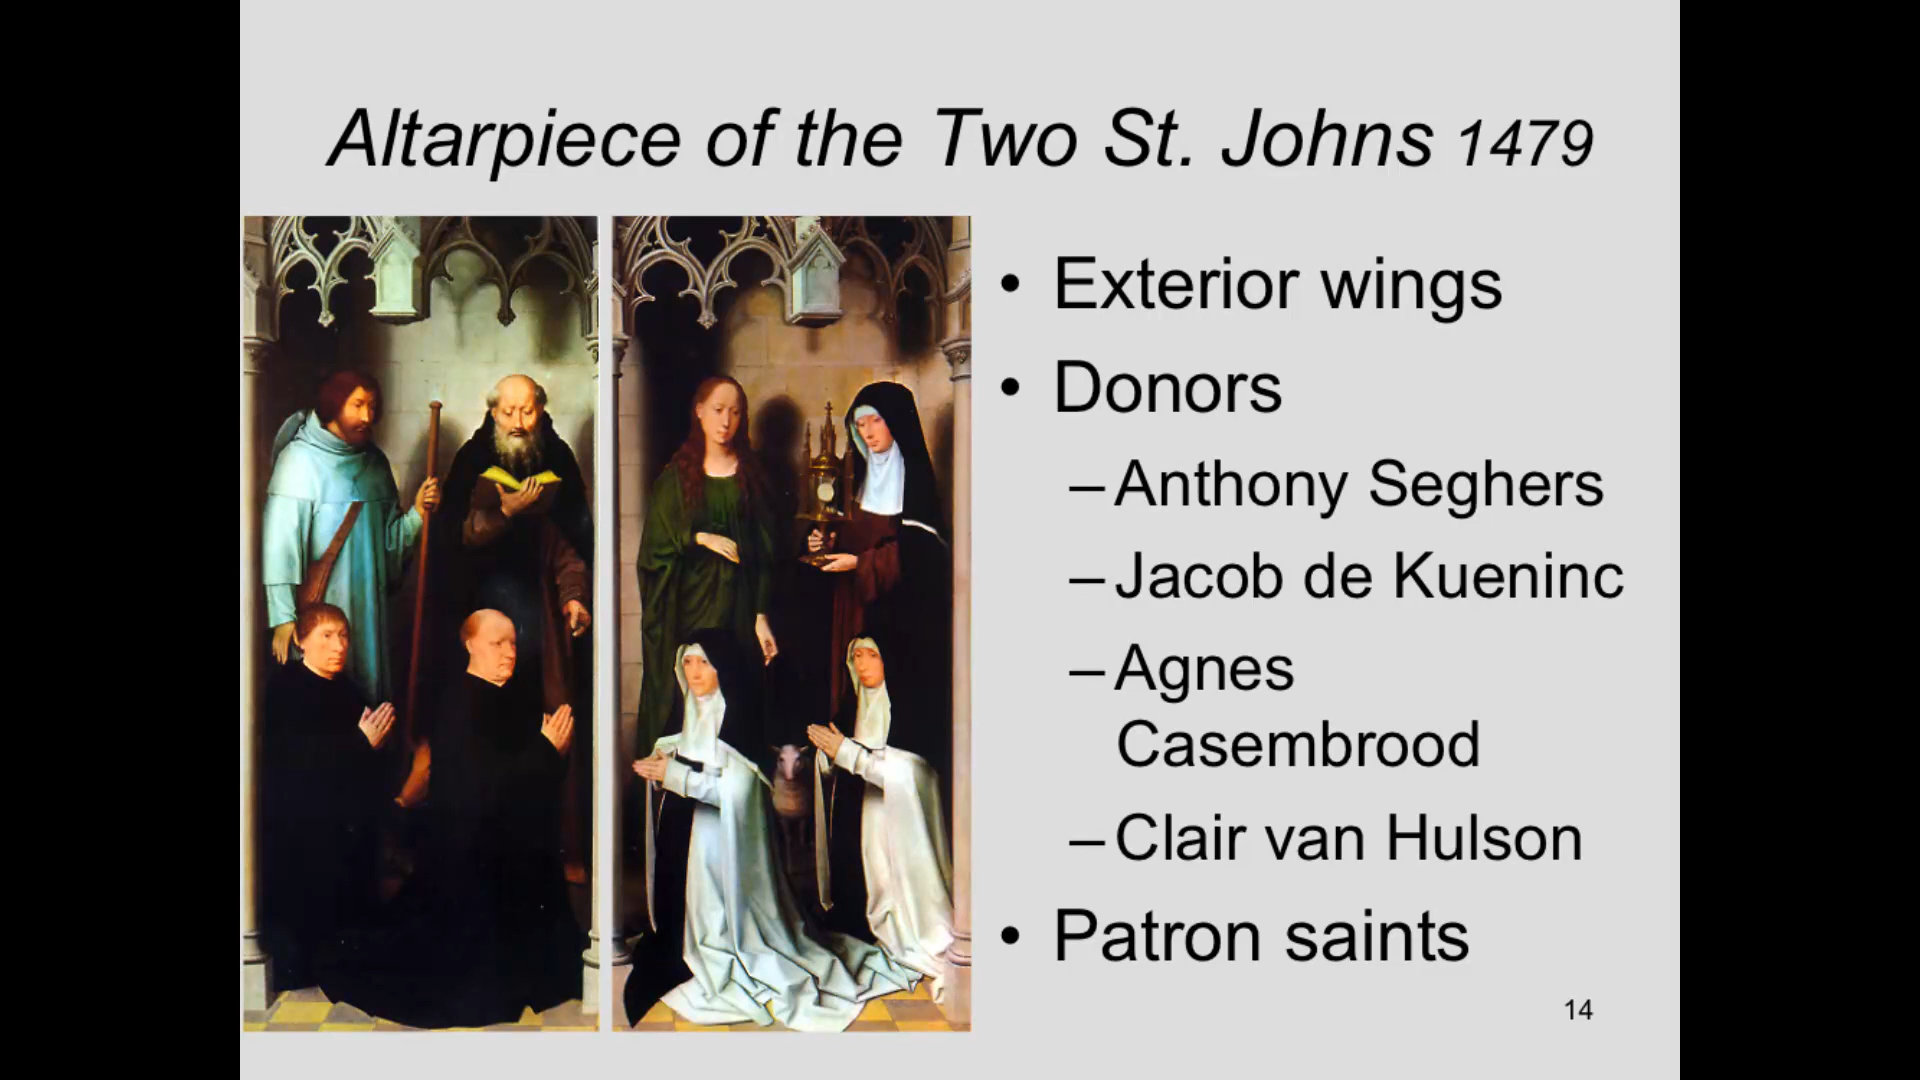 Altarpiece of the Two St. Johns 1479
• Exterior wings
• Donors
–Anthony Seghers
–Jacob de Kueninc
–Agnes
Casembrood
–Clair van Hulson
• Patron saints
14